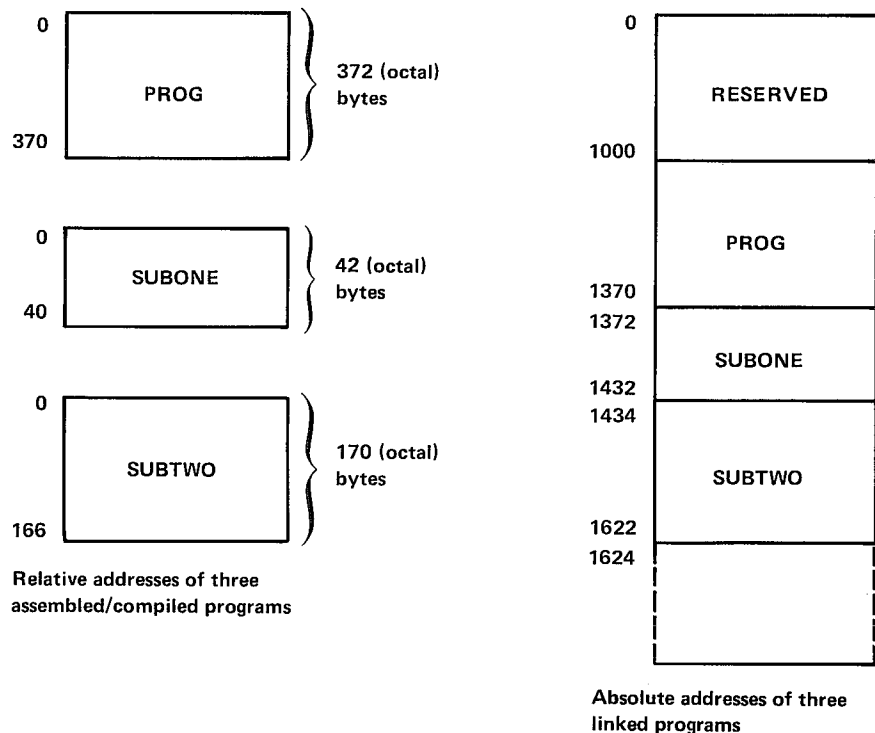 0
PROG
370
372 (octal)
bytes
0
SUBONE
40
42 (octal)
bytes
0
SUBTWO
166
170 (octal)
bytes
Relative addresses of three
assembled/compiled programs
0
RESERVED
1000
PROG
1370
1372
SUBONE
1432
1434
SUBTWO
1622
1624
Absolute addresses of three
linked programs